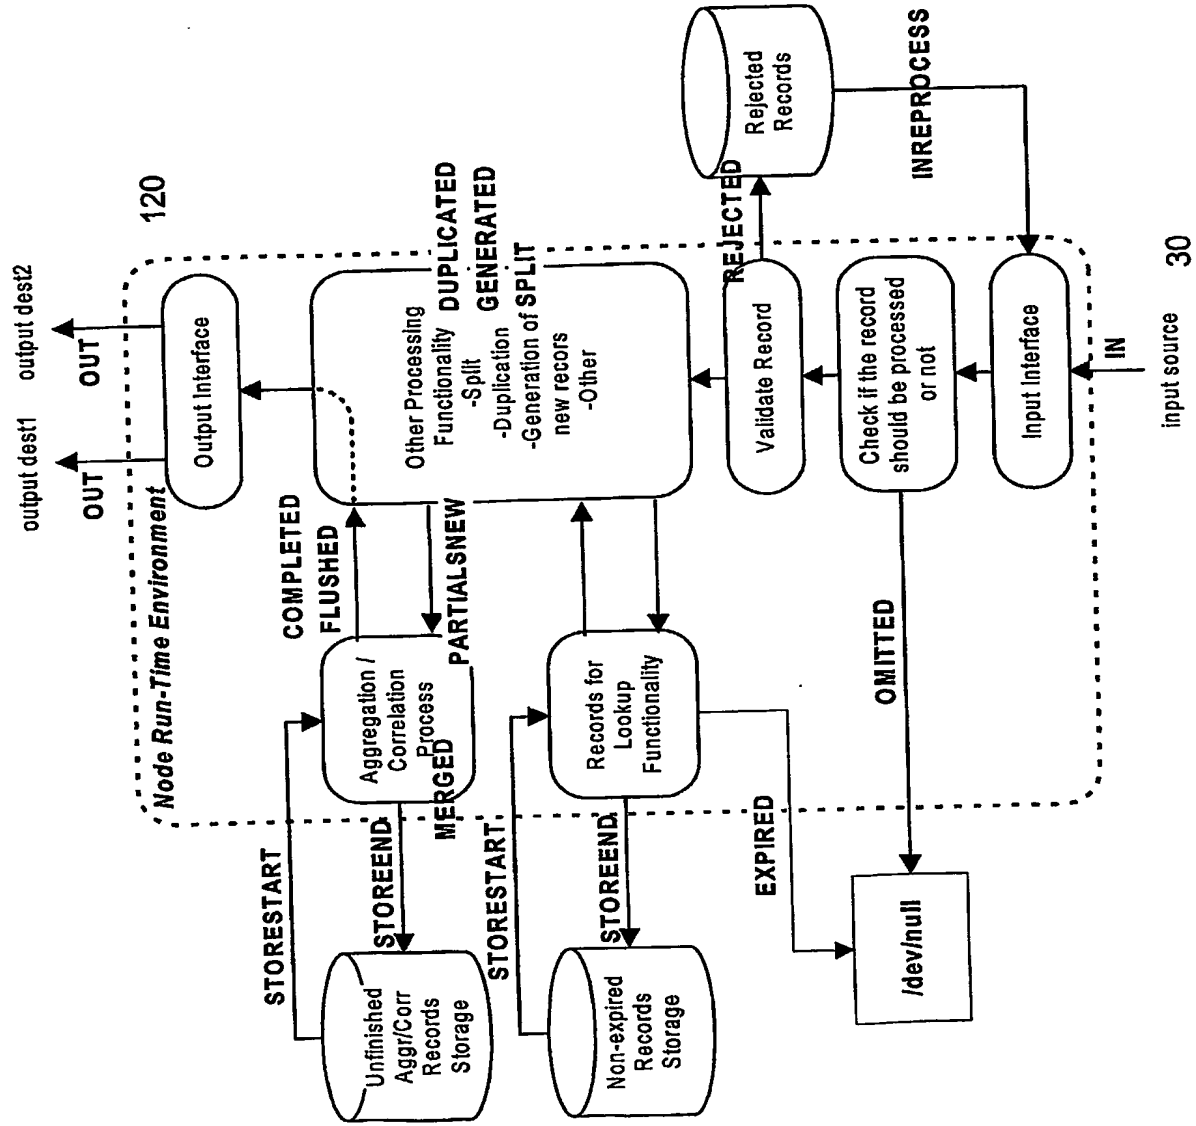 output dest1
output dest2
OUT
OUT
120
Node Run-Time Environment
Output Interface
COMPLETED
FLUSHED
Other Processing
Functionality
-Split
-Duplication
-Generation of
new recors
-Other
DUPLICATED
GENERATED
SPLIT
STORESTART
Aggregation /
Correlation
Process
PARTIALSNEW
MERGED
STOREEND
Unfinished
Aggr/Corr
Records
Storage
STORESTART
Records for
Lookup
Functionality
STOREEND
Non-expired
Records
Storage
EXPIRED
REJECTED
Rejected
Records
Validate Record
Check if the record
should be processed
or not
OMITTED
/dev/null
INREPROCESS
Input Interface
IN
input source
30